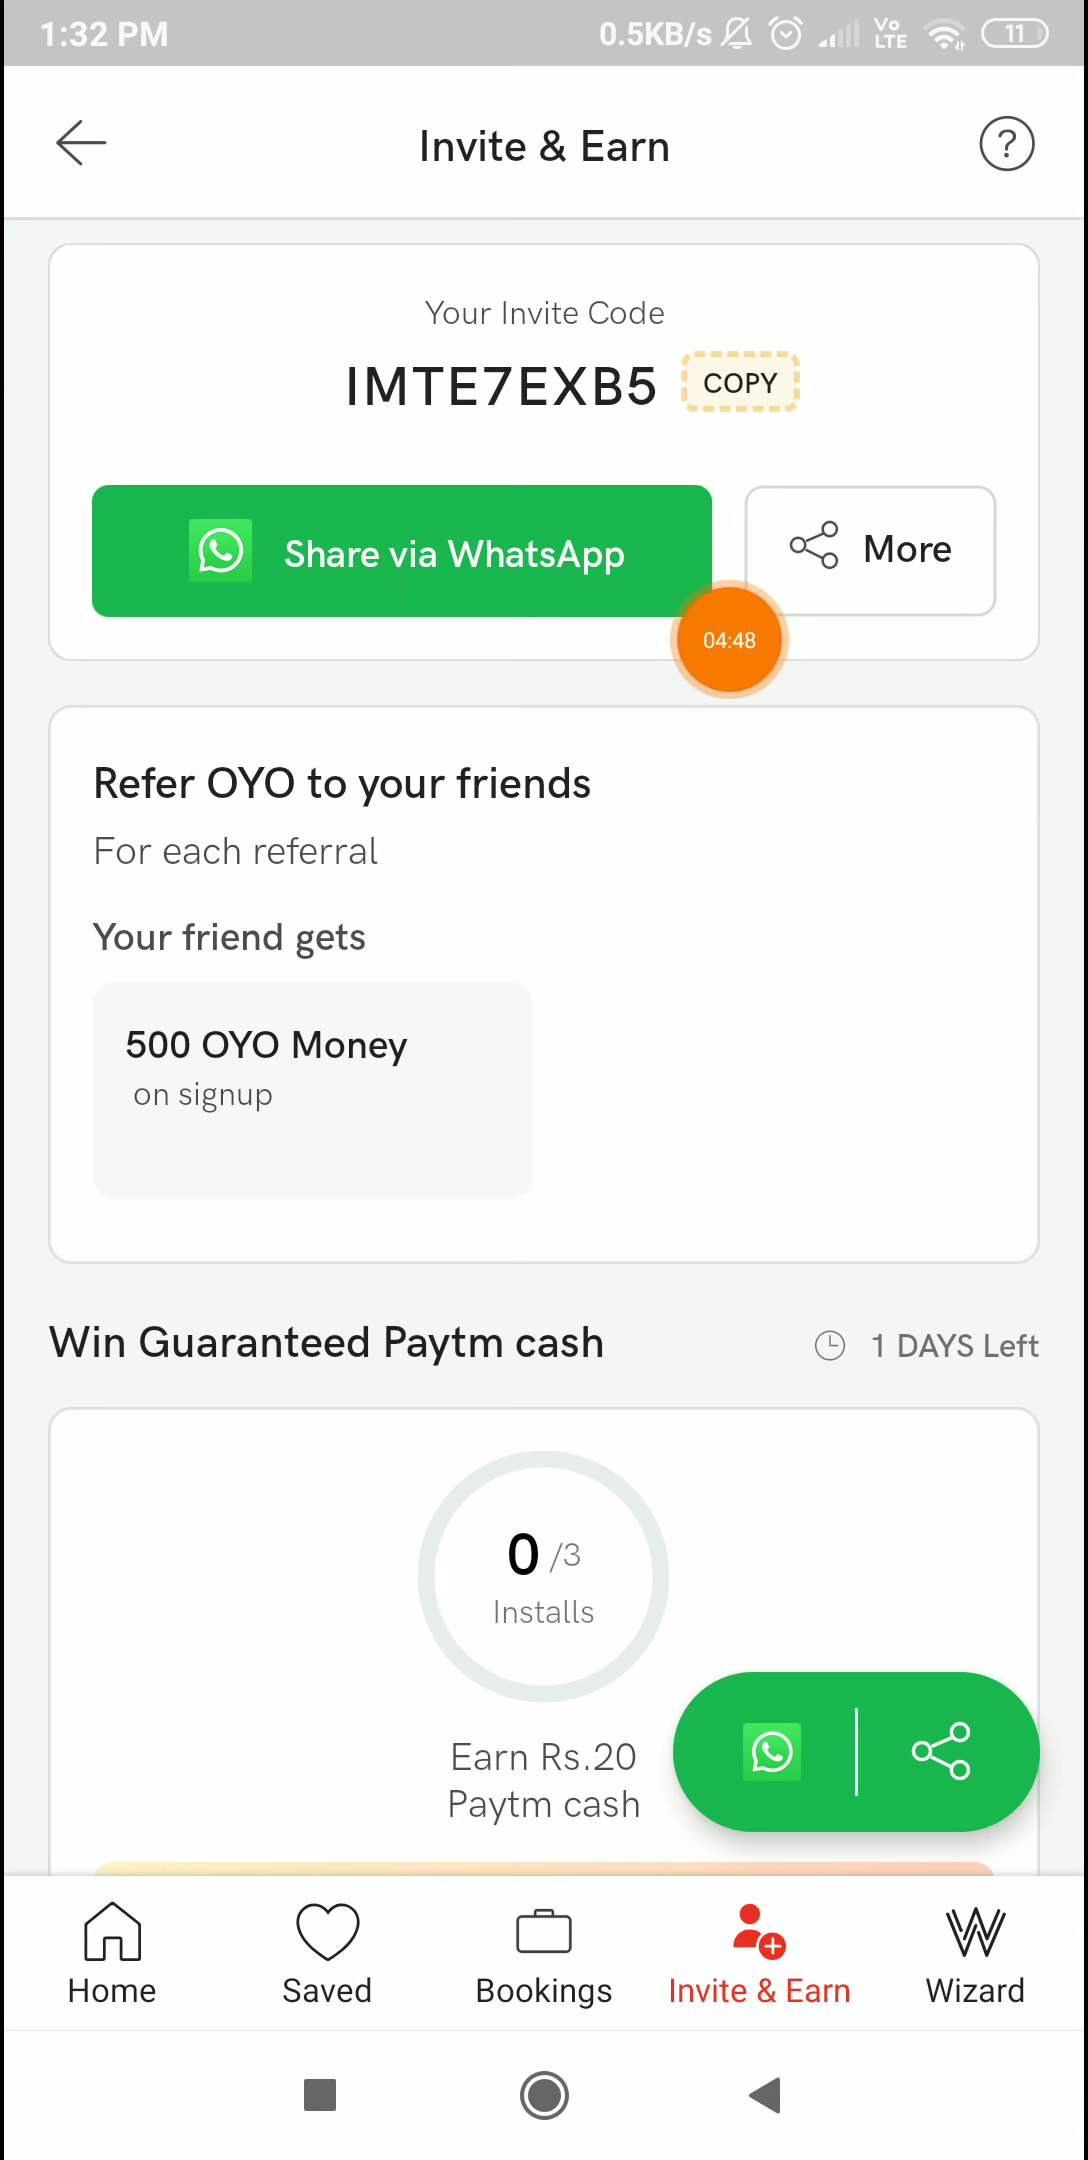 1:32 PM 0.5KB/s Vo LTE 11
Invite & Earn ?
Your Invite Code
IMTE7EXB5 COPY
Share via WhatsApp More
04:48
Refer OYO to your friends
For each referral
Your friend gets
500 OYO Money
on signup
Win Guaranteed Paytm cash 1 DAYS Left
0 /3
Installs
Earn Rs.20
Paytm cash
Home Saved Bookings Invite & Earn Wizard